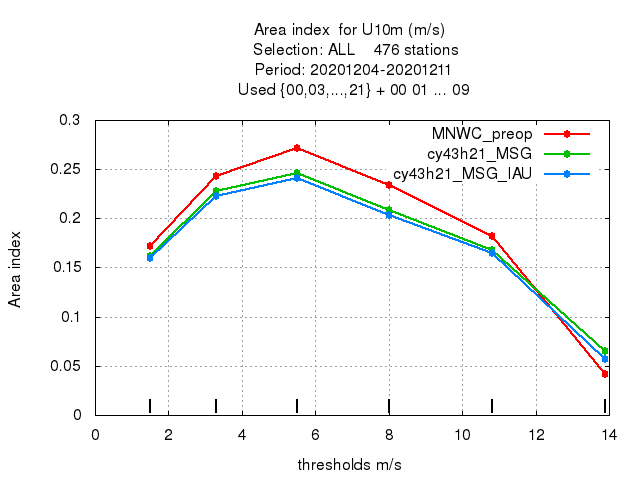 Area index for U10m (m/s)
Selection: ALL 476 stations
Period: 20201204-20201211
Used {00,03,...,21} + 00 01 ... 09
MNWC_preop
cy43h21_MSG
cy43h21_MSG_IAU
0.3
0.25
0.2
0.15
0.1
0.05
0
Area index
0 2 4 6 8 10 12 14
thresholds m/s